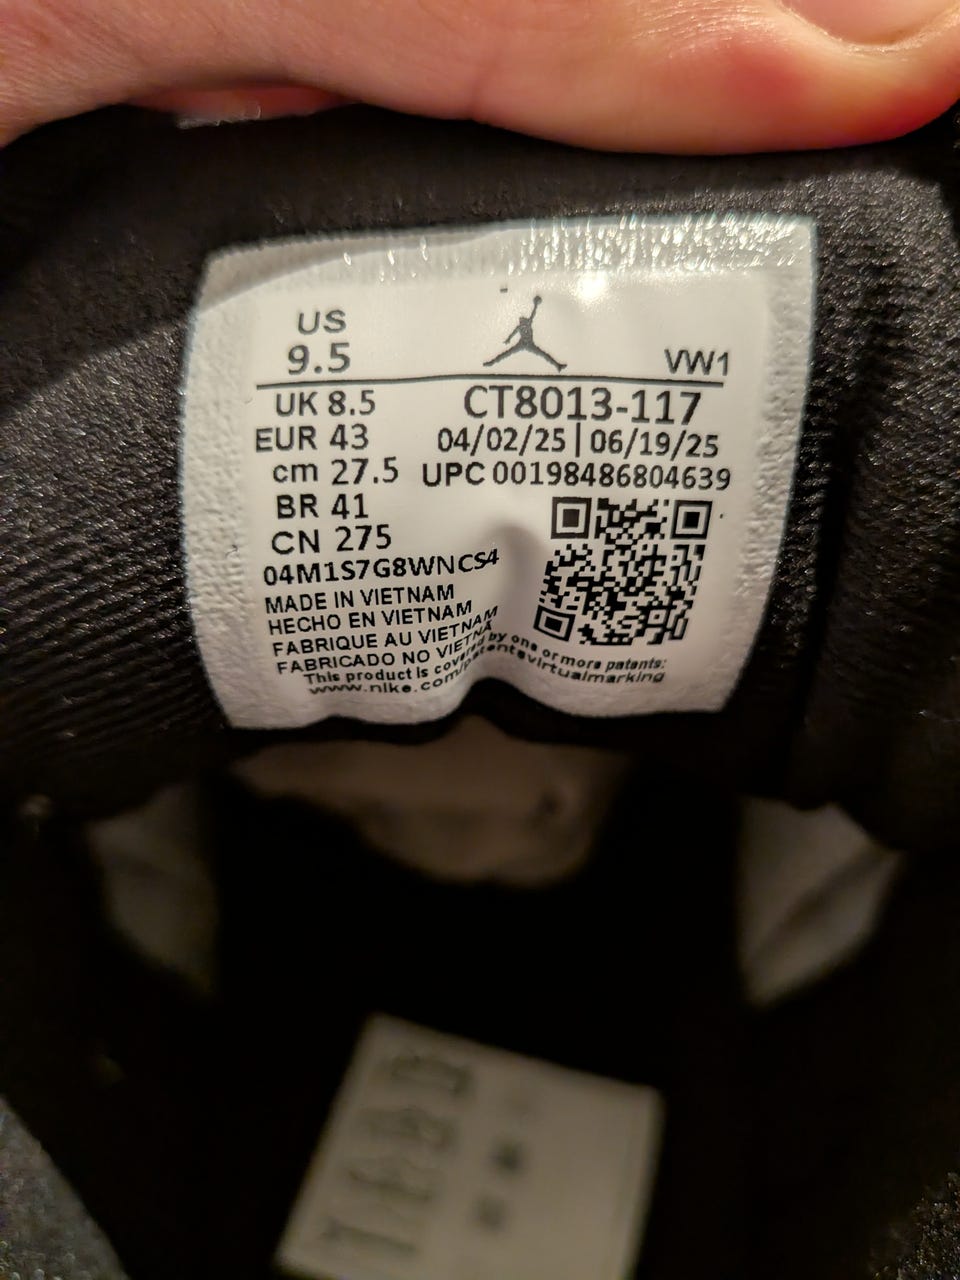 US
9.5
VW1
UK 8.5
EUR 43
cm 27.5
BR 41
CN 275
CT8013-117
04/02/25|06/19/25
UPC 00198486804639
04M1S7G8WNCS4
MADE IN VIETNAM
HECHO EN VIETNAM
FABRIQUE AU VIETNAM
FABRICADO NO VIETNÃ
This product is covered by one or more patents:
www.nike.com/patentsvirtualmarking